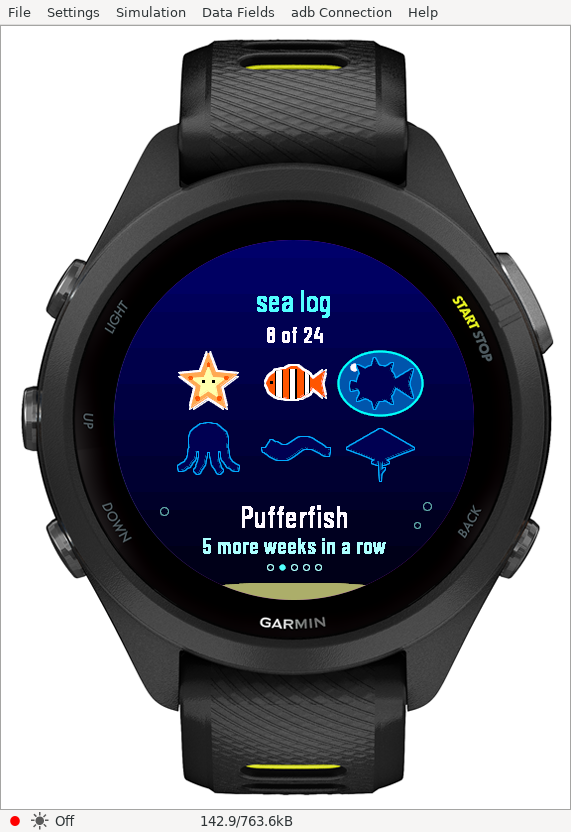 File Settings Simulation Data Fields adb Connection Help
sea log
8 of 24
START STOP
LIGHT
UP
DOWN
BACK
Pufferfish
5 more weeks in a row
GARMIN
Off 142.9/763.6kB